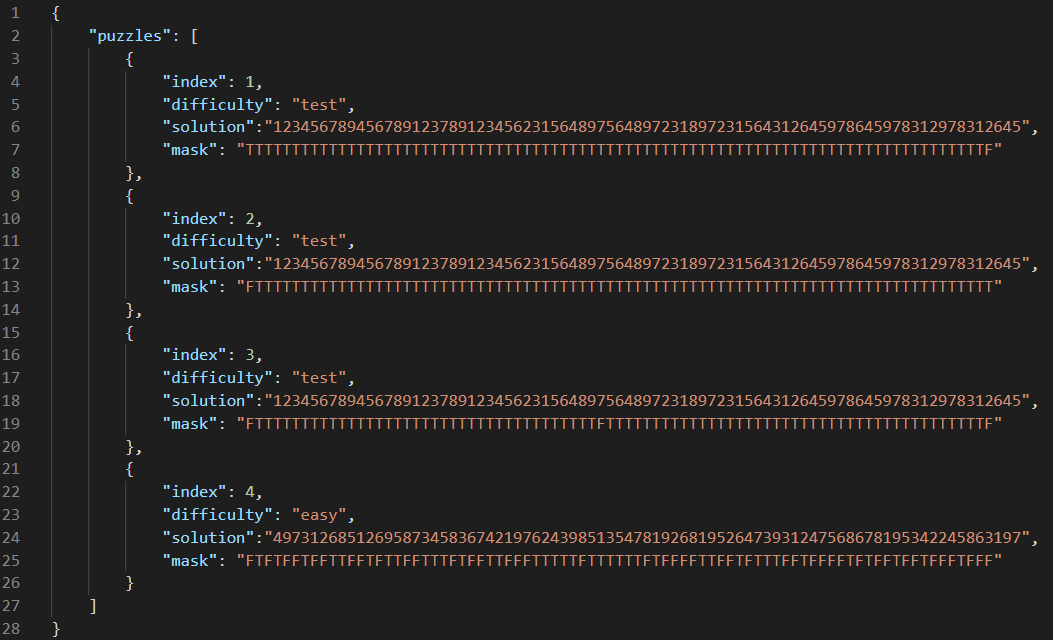 1 {
2 "puzzles": [
3 {
4 "index": 1,
5 "difficulty": "test",
6 "solution":"123456789456789123789123456231564897564897231897231564312645978645978312978312645",
7 "mask": "TTTTTTTTTTTTTTTTTTTTTTTTTTTTTTTTTTTTTTTTTTTTTTTTTTTTTTTTTTTTTTTTTTTTTTTTTTTTTTTTF"
8 },
9 {
10 "index": 2,
11 "difficulty": "test",
12 "solution":"123456789456789123789123456231564897564897231897231564312645978645978312978312645",
13 "mask": "FTTTTTTTTTTTTTTTTTTTTTTTTTTTTTTTTTTTTTTTTTTTTTTTTTTTTTTTTTTTTTTTTTTTTTTTTTTTTTTTT"
14 },
15 {
16 "index": 3,
17 "difficulty": "test",
18 "solution":"123456789456789123789123456231564897564897231897231564312645978645978312978312645",
19 "mask": "FTTTTTTTTTTTTTTTTTTTTTTTTTTTTTTTTTTTTTFTTTTTTTTTTTTTTTTTTTTTTTTTTTTTTTTTTTTTTTTTF"
20 },
21 {
22 "index": 4,
23 "difficulty": "easy",
24 "solution":"497312685126958734583674219762439851354781926819526473931247568678195342245863197",
25 "mask": "FTFTFFTFFTTFFTFTTFFTTTFTFFTTFFFTTTTTFTTTTTTFTFFFFTTFFTFTTTFFTFFFFTFTFFTFFTFFFTFFF"
26 }
27 ]
28 }